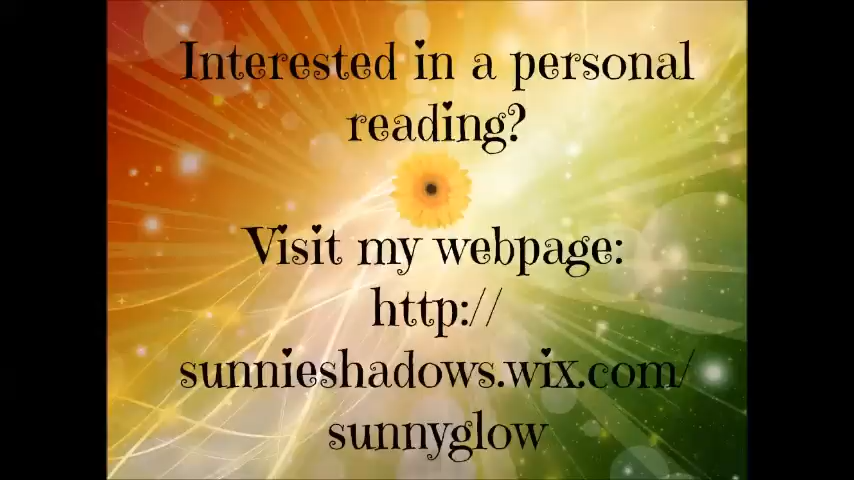 Interested in a personal
reading?
Visit my webpage:
http://
sunnieshadows.wix.com/
sunnyglow